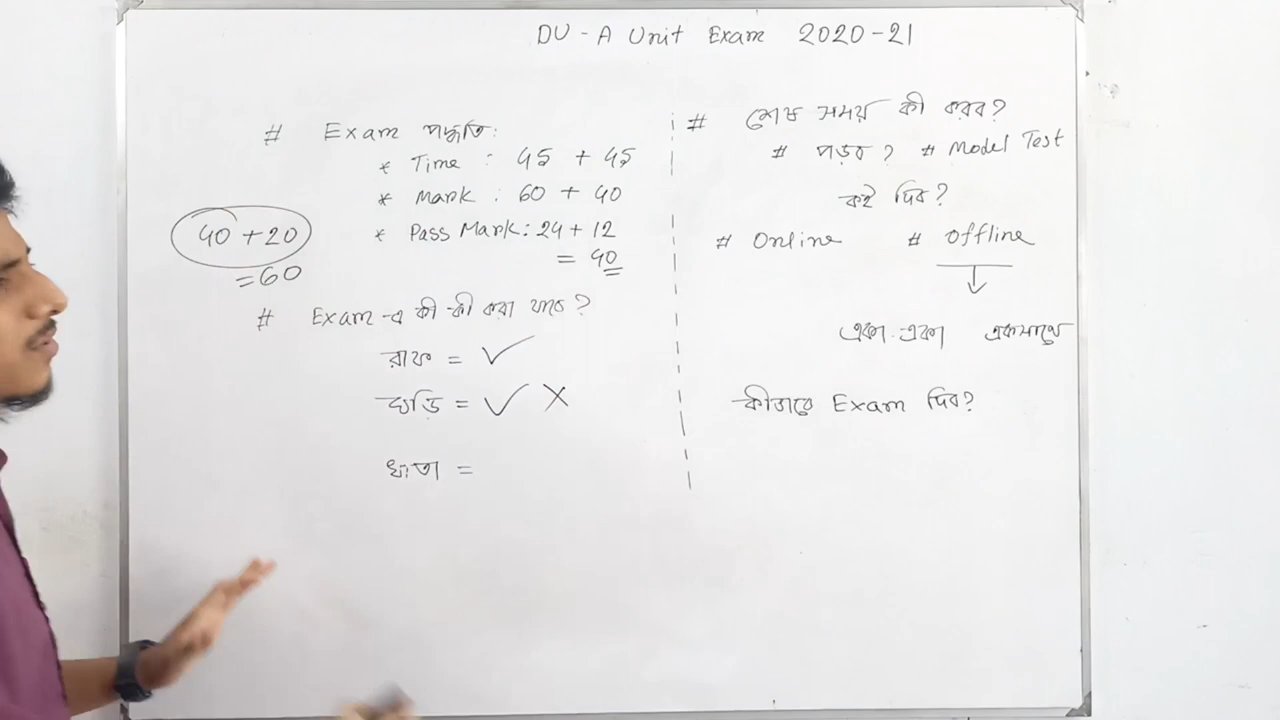 DU - A Unit Exam 2020-21
# Exam পদ্ধতি:
* Time : 45 + 45
* Mark : 60 + 40
* Pass Mark: 24 + 12
= 40
40 + 20
= 60
# Exam -এ কী -কী করা যাবে?
রাফ = ✓
ঘড়ি = ✓ X
খাতা =
# শেষ সময় কী করব?
# পড়ব? # Model Test
কই দিব?
# Online # Offline
একা-একা একসাথে
কীভাবে Exam দিব?